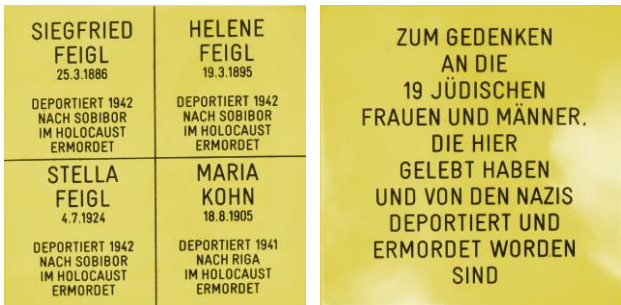 SIEGFRIED
FEIGL
25.3.1886
DEPORTIERT 1942
NACH SOBIBOR
IM HOLOCAUST
ERMORDET
HELENE
FEIGL
19.3.1895
DEPORTIERT 1942
NACH SOBIBOR
IM HOLOCAUST
ERMORDET
STELLA
FEIGL
4.7.1924
DEPORTIERT 1942
NACH SOBIBOR
IM HOLOCAUST
ERMORDET
MARIA
KOHN
18.8.1905
DEPORTIERT 1941
NACH RIGA
IM HOLOCAUST
ERMORDET
ZUM GEDENKEN
AN DIE
19 JÜDISCHEN
FRAUEN UND MÄNNER,
DIE HIER
GELEBT HABEN
UND VON DEN NAZIS
DEPORTIERT UND
ERMORDET WORDEN
SIND